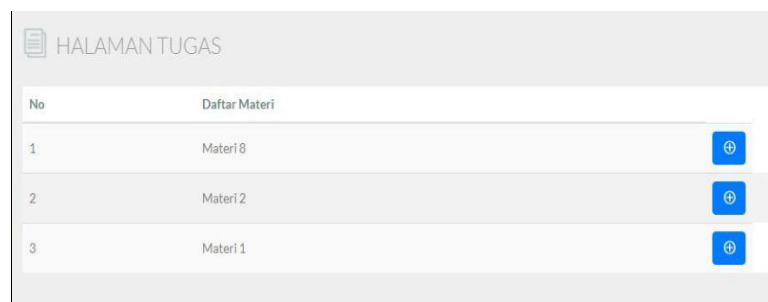 HALAMAN TUGAS
No Daftar Materi
1 Materi 8
2 Materi 2
3 Materi 1